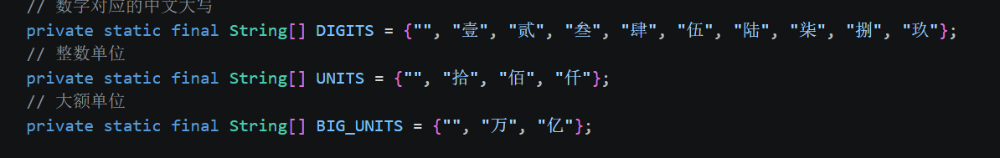 // 数字对应的中文大写
private static final String[] DIGITS = {"", "壹", "贰", "叁", "肆", "伍", "陆", "柒", "捌", "玖"};
// 整数单位
private static final String[] UNITS = {"", "拾", "佰", "仟"};
// 大额单位
private static final String[] BIG_UNITS = {"", "万", "亿"};